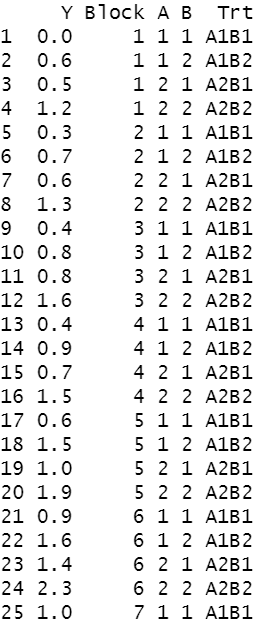 Y Block A B Trt
1 0.0 1 1 1 A1B1
2 0.6 1 1 2 A1B2
3 0.5 1 2 1 A2B1
4 1.2 1 2 2 A2B2
5 0.3 2 1 1 A1B1
6 0.7 2 1 2 A1B2
7 0.6 2 2 1 A2B1
8 1.3 2 2 2 A2B2
9 0.4 3 1 1 A1B1
10 0.8 3 1 2 A1B2
11 0.8 3 2 1 A2B1
12 1.6 3 2 2 A2B2
13 0.4 4 1 1 A1B1
14 0.9 4 1 2 A1B2
15 0.7 4 2 1 A2B1
16 1.5 4 2 2 A2B2
17 0.6 5 1 1 A1B1
18 1.5 5 1 2 A1B2
19 1.0 5 2 1 A2B1
20 1.9 5 2 2 A2B2
21 0.9 6 1 1 A1B1
22 1.6 6 1 2 A1B2
23 1.4 6 2 1 A2B1
24 2.3 6 2 2 A2B2
25 1.0 7 1 1 A1B1